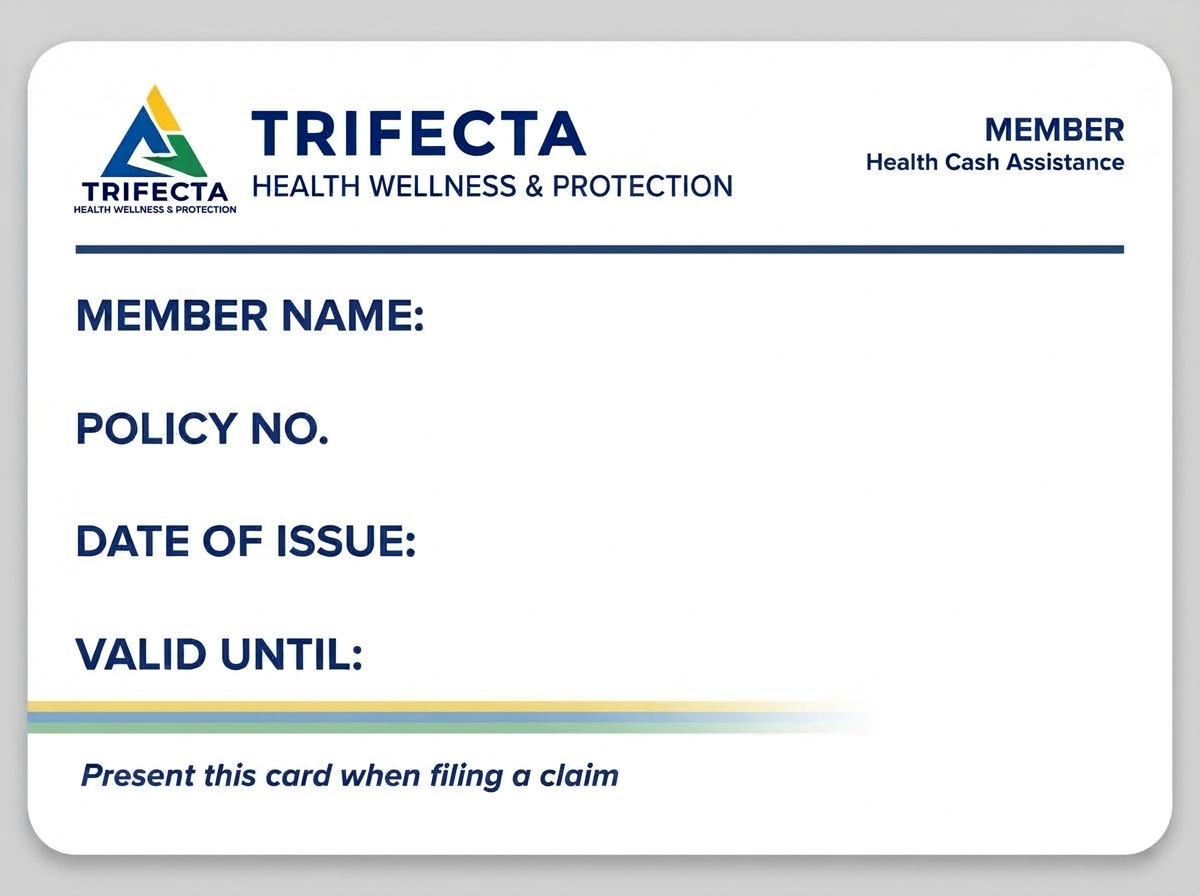 TRIFECTA
HEALTH WELLNESS & PROTECTION
TRIFECTA
HEALTH WELLNESS & PROTECTION
MEMBER
Health Cash Assistance
MEMBER NAME:
POLICY NO.
DATE OF ISSUE:
VALID UNTIL:
Present this card when filing a claim